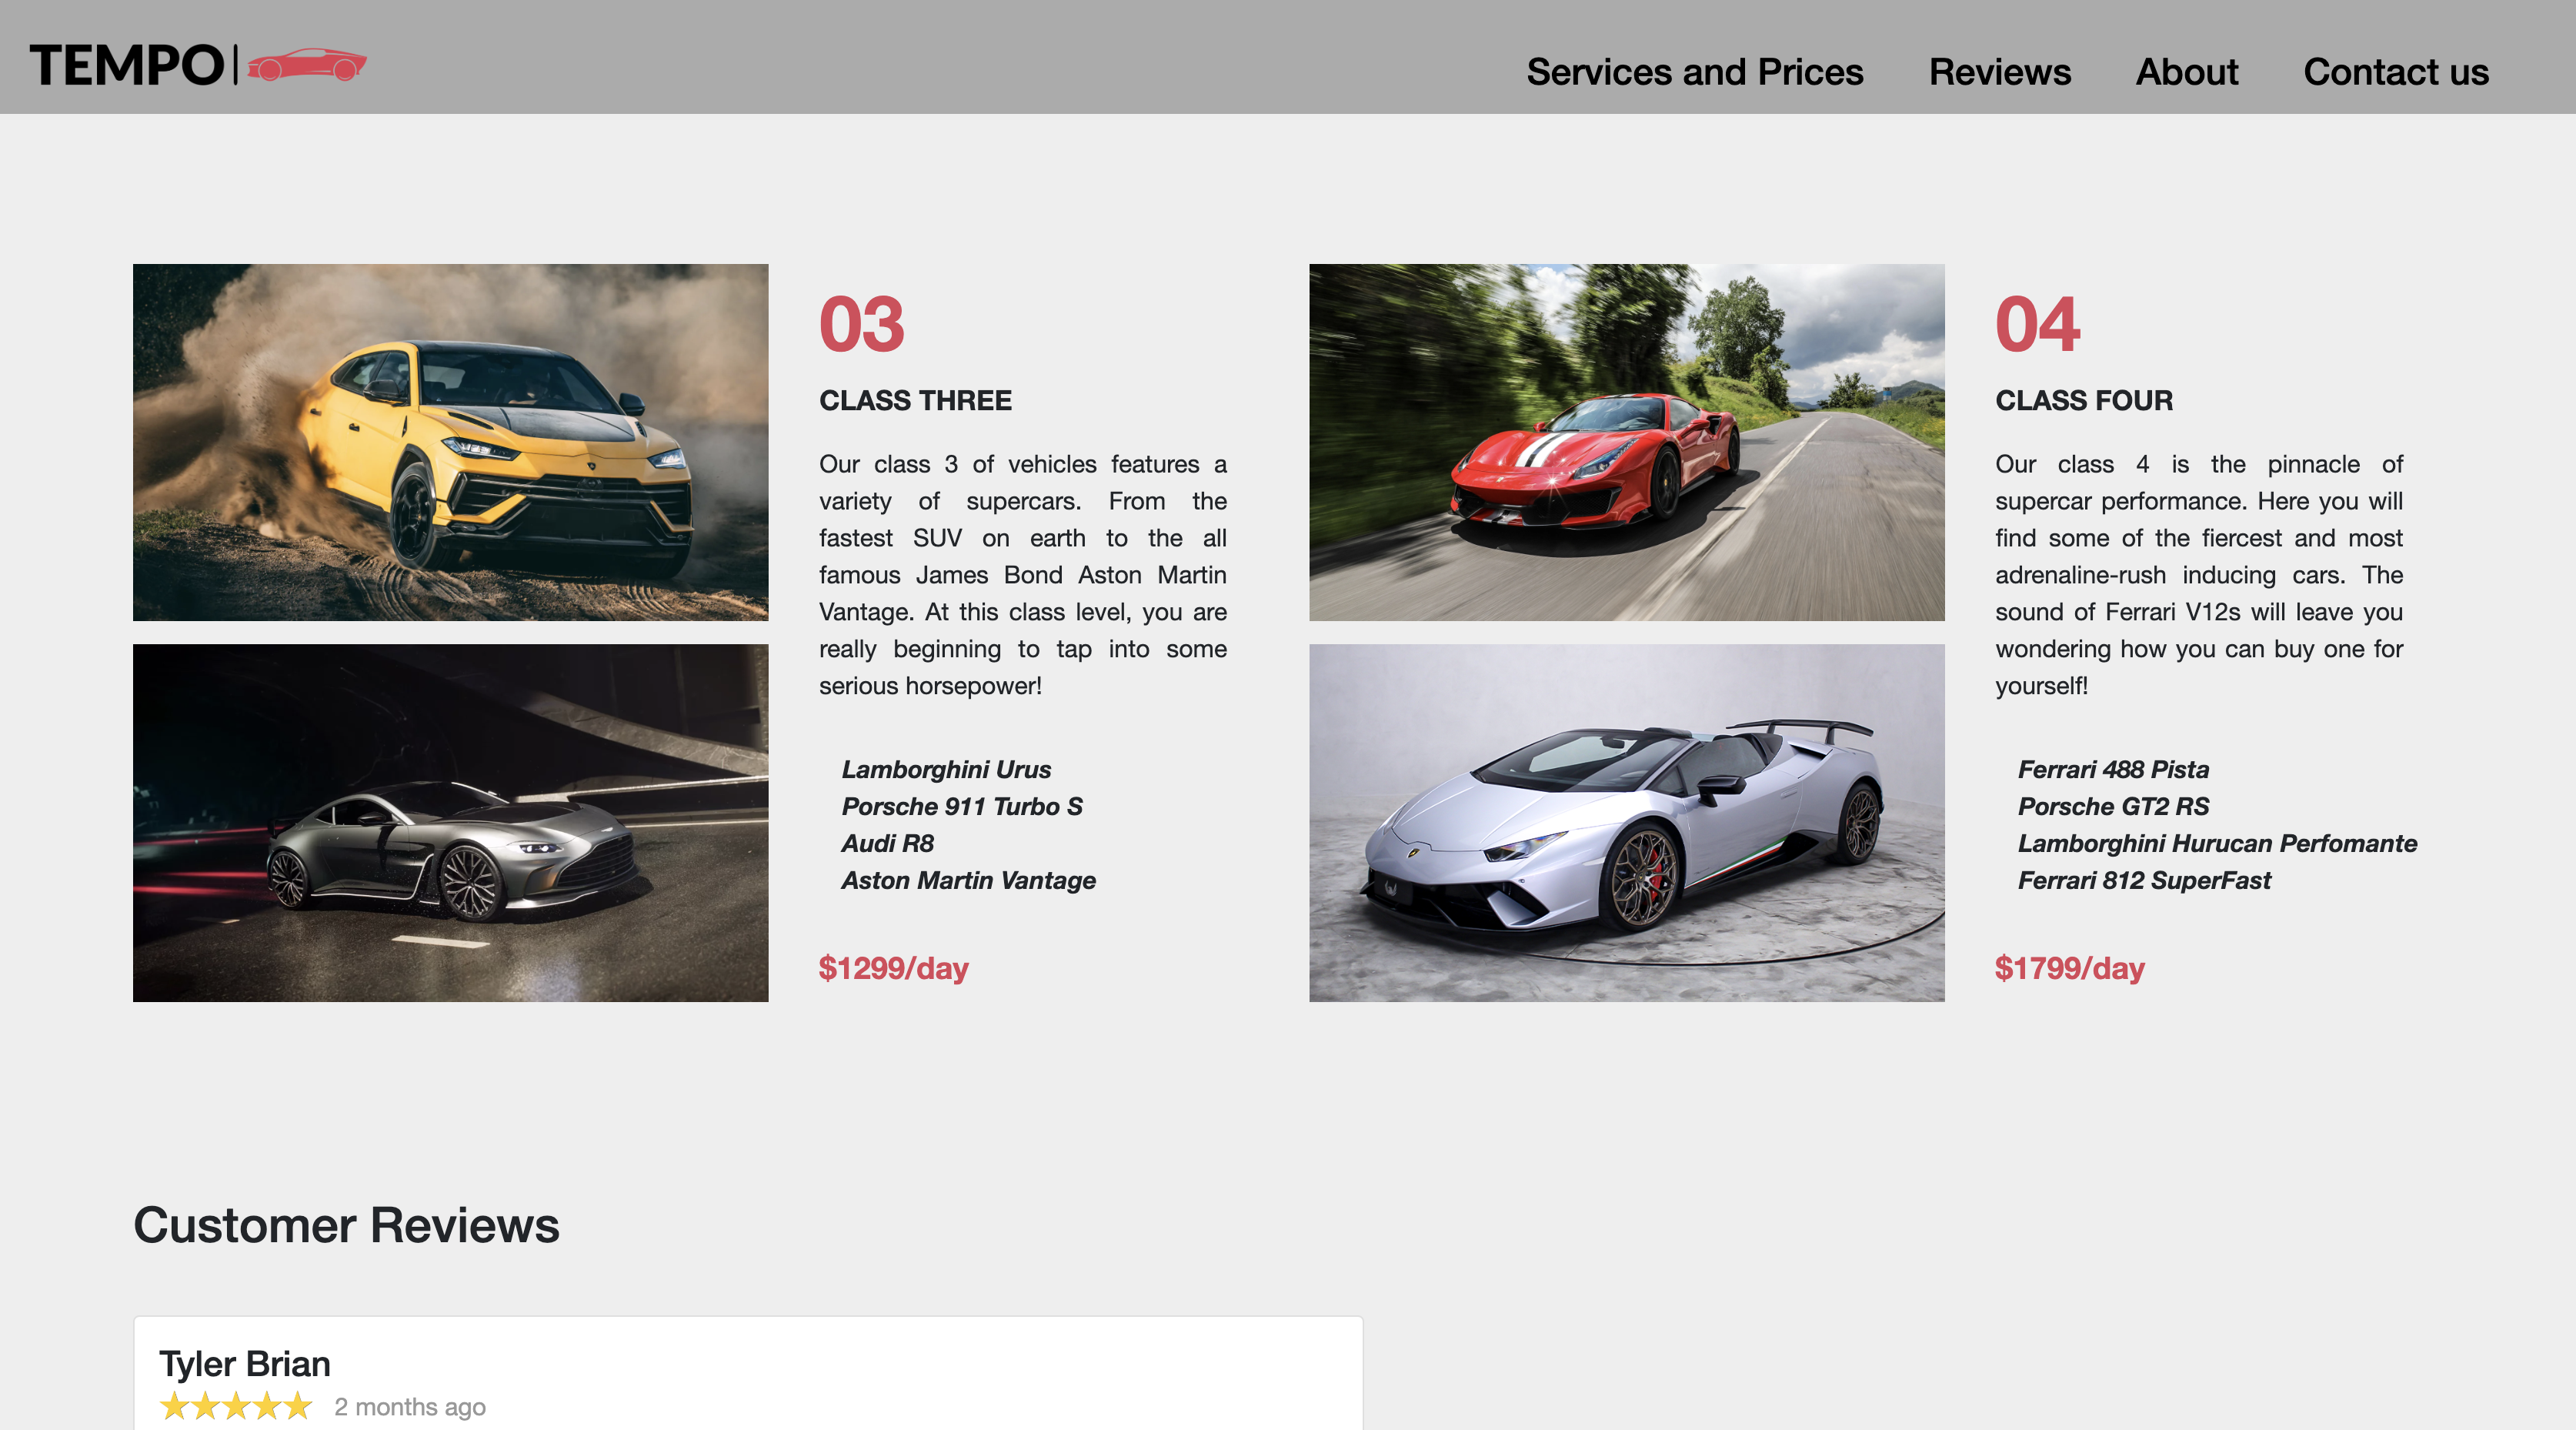 TEMPO
Services and Prices
Reviews
About
Contact us
03
CLASS THREE
Our class 3 of vehicles features a
variety of supercars. From the
fastest SUV on earth to the all
famous James Bond Aston Martin
Vantage. At this class level, you are
really beginning to tap into some
serious horsepower!
Lamborghini Urus
Porsche 911 Turbo S
Audi R8
Aston Martin Vantage
$1299/day
04
CLASS FOUR
Our class 4 is the pinnacle of
supercar performance. Here you will
find some of the fiercest and most
adrenaline-rush inducing cars. The
sound of Ferrari V12s will leave you
wondering how you can buy one for
yourself!
Ferrari 488 Pista
Porsche GT2 RS
Lamborghini Hurucan Perfomante
Ferrari 812 SuperFast
$1799/day
Customer Reviews
Tyler Brian
2 months ago